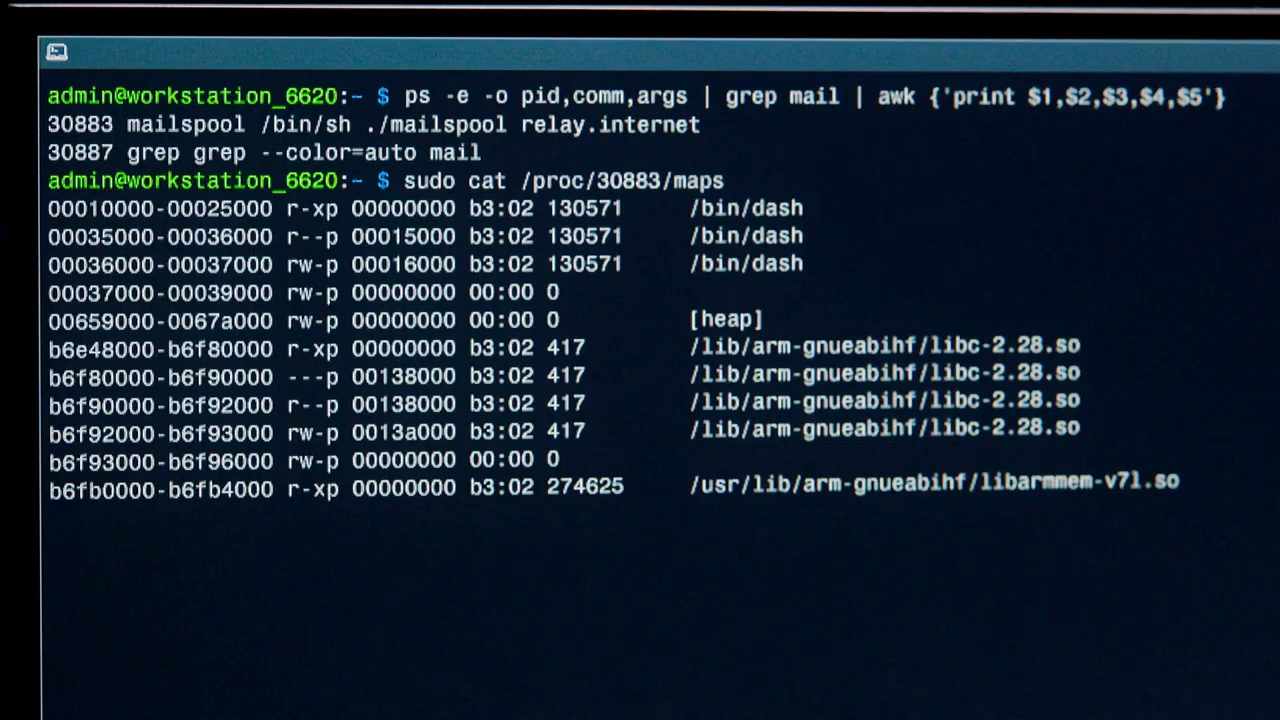 admin@workstation_6620:~ $ ps -e -o pid,comm,args | grep mail | awk {'print $1,$2,$3,$4,$5'}
30883 mailspool /bin/sh ./mailspool relay.internet
30887 grep grep --color=auto mail
admin@workstation_6620:~ $ sudo cat /proc/30883/maps
00010000-00025000 r-xp 00000000 b3:02 130571 /bin/dash
00035000-00036000 r--p 00015000 b3:02 130571 /bin/dash
00036000-00037000 rw-p 00016000 b3:02 130571 /bin/dash
00037000-00039000 rw-p 00000000 00:00 0
00659000-0067a000 rw-p 00000000 00:00 0 [heap]
b6e48000-b6f80000 r-xp 00000000 b3:02 417 /lib/arm-gnueabihf/libc-2.28.so
b6f80000-b6f90000 ---p 00138000 b3:02 417 /lib/arm-gnueabihf/libc-2.28.so
b6f90000-b6f92000 r--p 00138000 b3:02 417 /lib/arm-gnueabihf/libc-2.28.so
b6f92000-b6f93000 rw-p 0013a000 b3:02 417 /lib/arm-gnueabihf/libc-2.28.so
b6f93000-b6f96000 rw-p 00000000 00:00 0
b6fb0000-b6fb4000 r-xp 00000000 b3:02 274625 /usr/lib/arm-gnueabihf/libarmmem-v7l.so